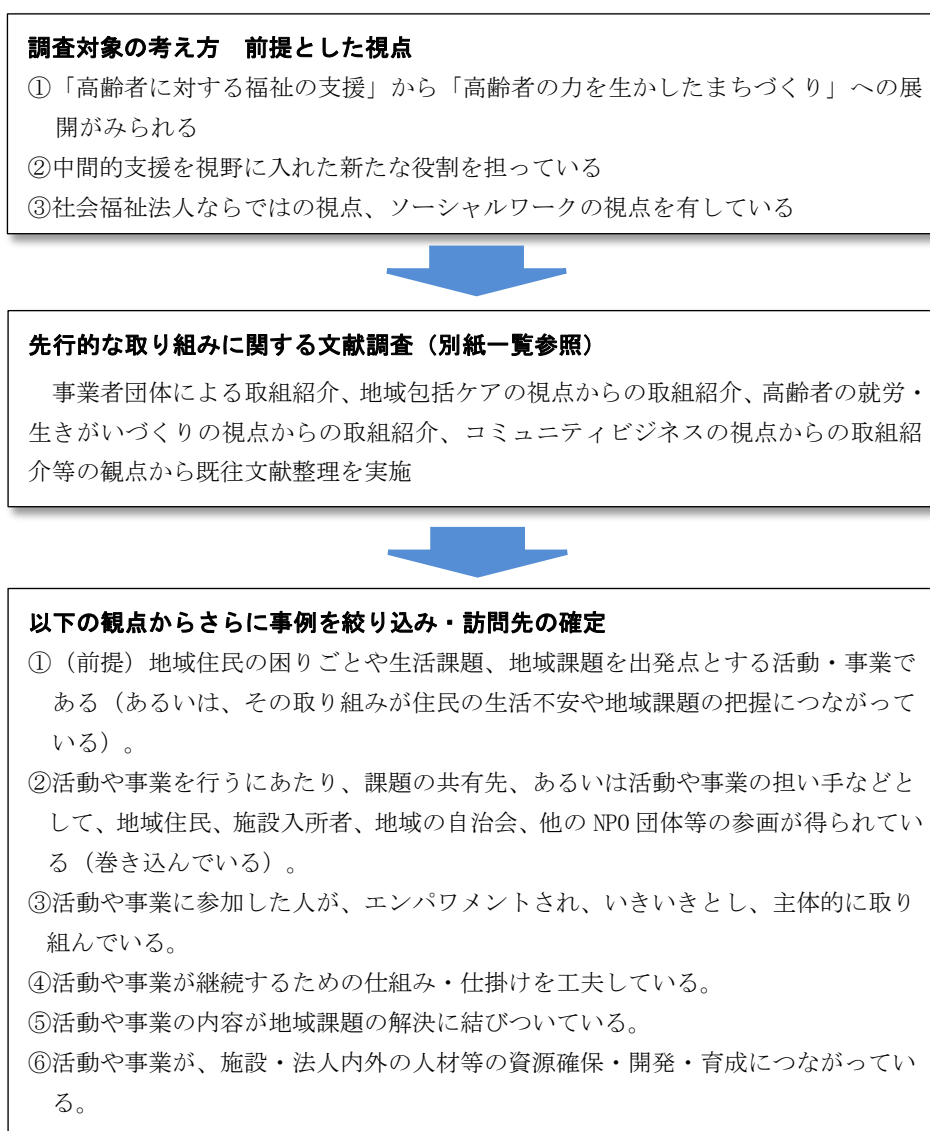 調査対象の考え方　前提とした視点
①「高齢者に対する福祉の支援」から「高齢者の力を生かしたまちづくり」への展
開がみられる
②中間的支援を視野に入れた新たな役割を担っている
③社会福祉法人ならではの視点、ソーシャルワークの視点を有している
先行的な取り組みに関する文献調査（別紙一覧参照）
事業者団体による取組紹介、地域包括ケアの視点からの取組紹介、高齢者の就労・
生きがいづくりの視点からの取組紹介、コミュニティビジネスの視点からの取組紹
介等の観点から既往文献整理を実施
以下の観点からさらに事例を絞り込み・訪問先の確定
①（前提）地域住民の困りごとや生活課題、地域課題を出発点とする活動・事業で
ある（あるいは、その取り組みが住民の生活不安や地域課題の把握につながって
いる）。
②活動や事業を行うにあたり、課題の共有先、あるいは活動や事業の担い手などと
して、地域住民、施設入所者、地域の自治会、他の NPO 団体等の参画が得られてい
る（巻き込んでいる）。
③活動や事業に参加した人が、エンパワメントされ、いきいきとし、主体的に取り
組んでいる。
④活動や事業が継続するための仕組み・仕掛けを工夫している。
⑤活動や事業の内容が地域課題の解決に結びついている。
⑥活動や事業が、施設・法人内外の人材等の資源確保・開発・育成につながってい
る。